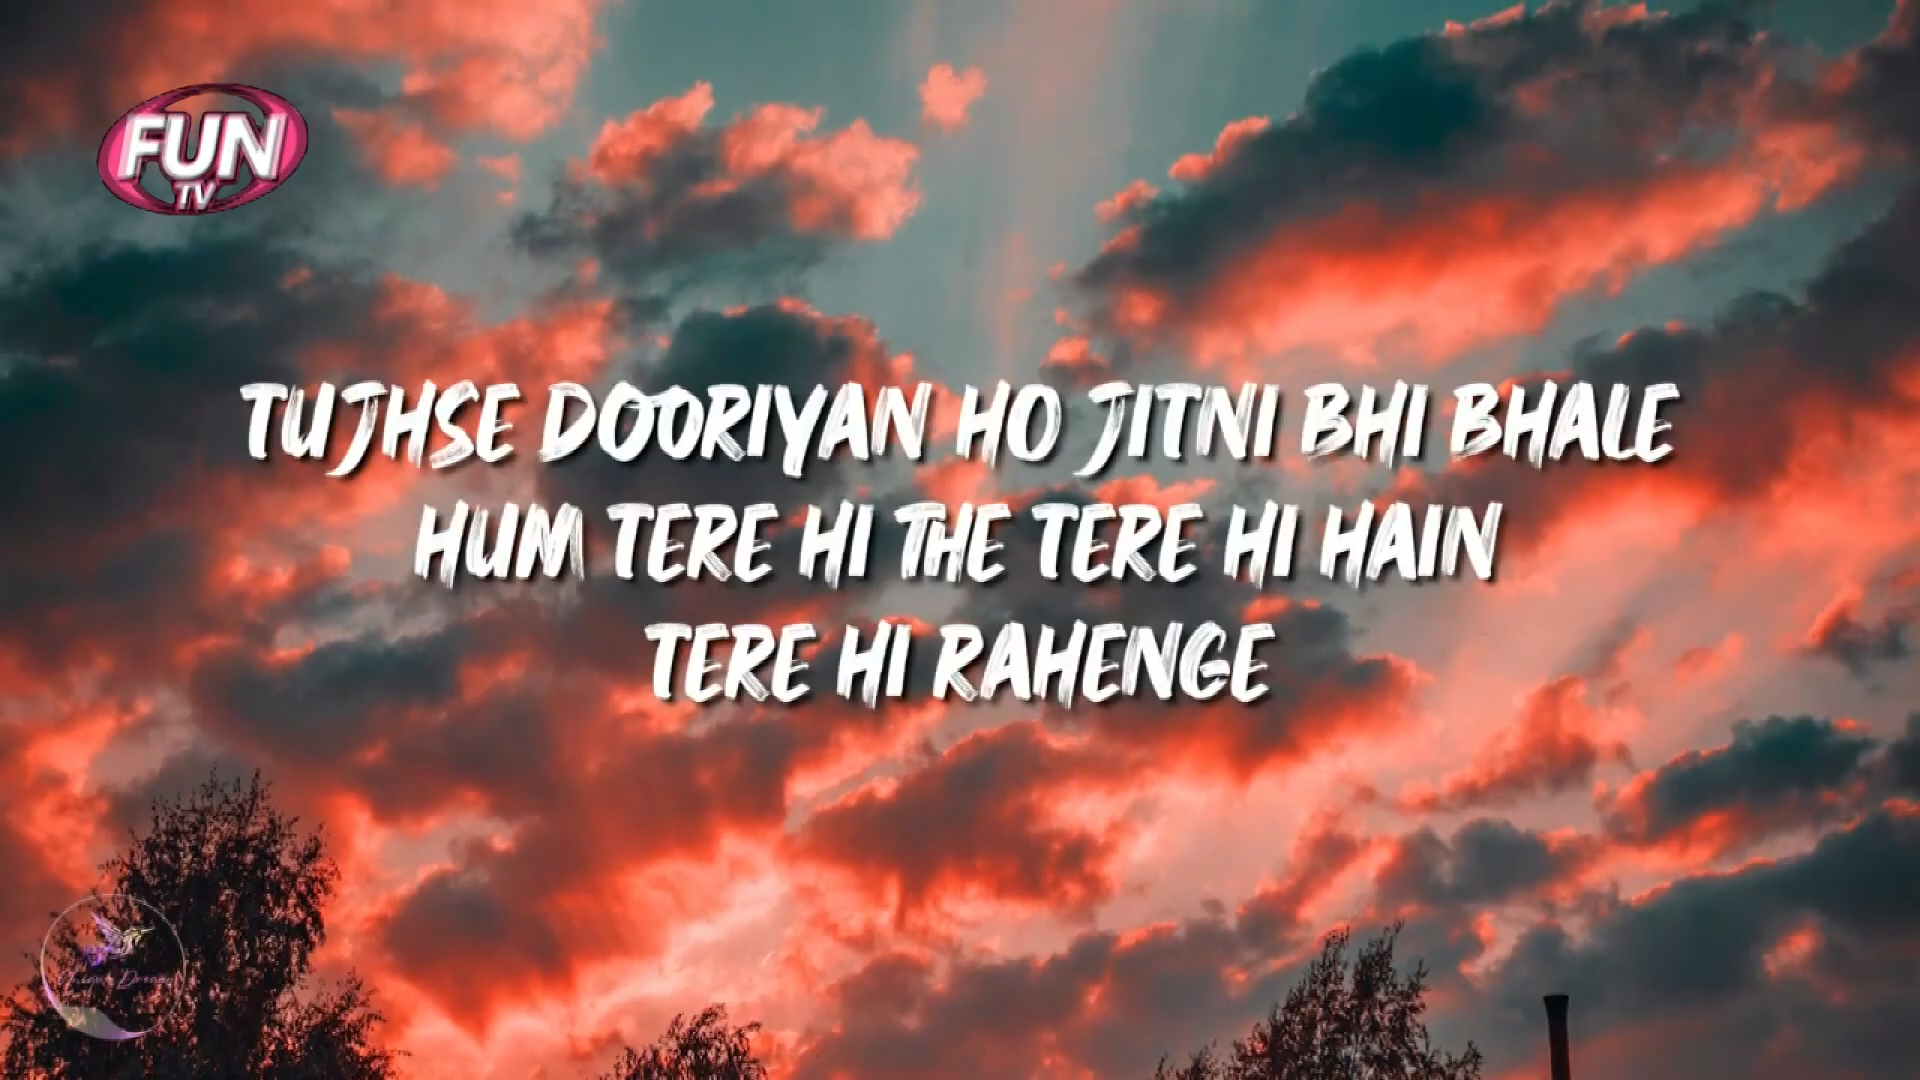 FUN
TV
TUJHSE DOORIYAN HO JITNI BHI BHALE
HUM TERE HI THE TERE HI HAIN
TERE HI RAHENGE